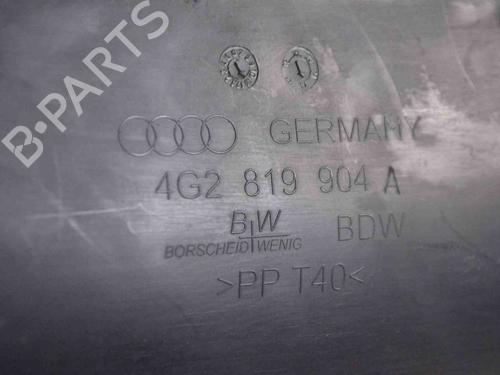 B-PARTS
GERMANY
4G2 819 904 A
BW BDW
BORSCHEID WENIG
>PP T40<